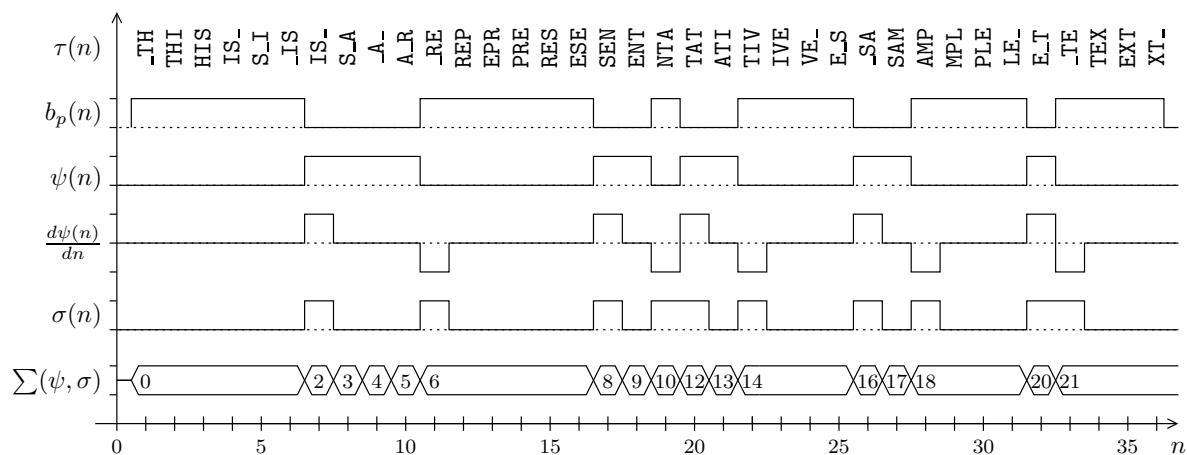 τ(n) _TH THI HIS IS_ S_I _IS IS_ S_A _A_ A_R _RE REP EPR PRE RES ESE SEN ENT NTA TAT ATI TIV IVE VE_ E_S _SA SAM AMP MPL PLE LE_ E_T _TE TEX EXT XT_
b_p(n)
ψ(n)
dψ(n)
dn
σ(n)
∑(ψ, σ) 0 2 3 4 5 6 8 9 10 12 13 14 16 17 18 20 21
0 5 10 15 20 25 30 35 n